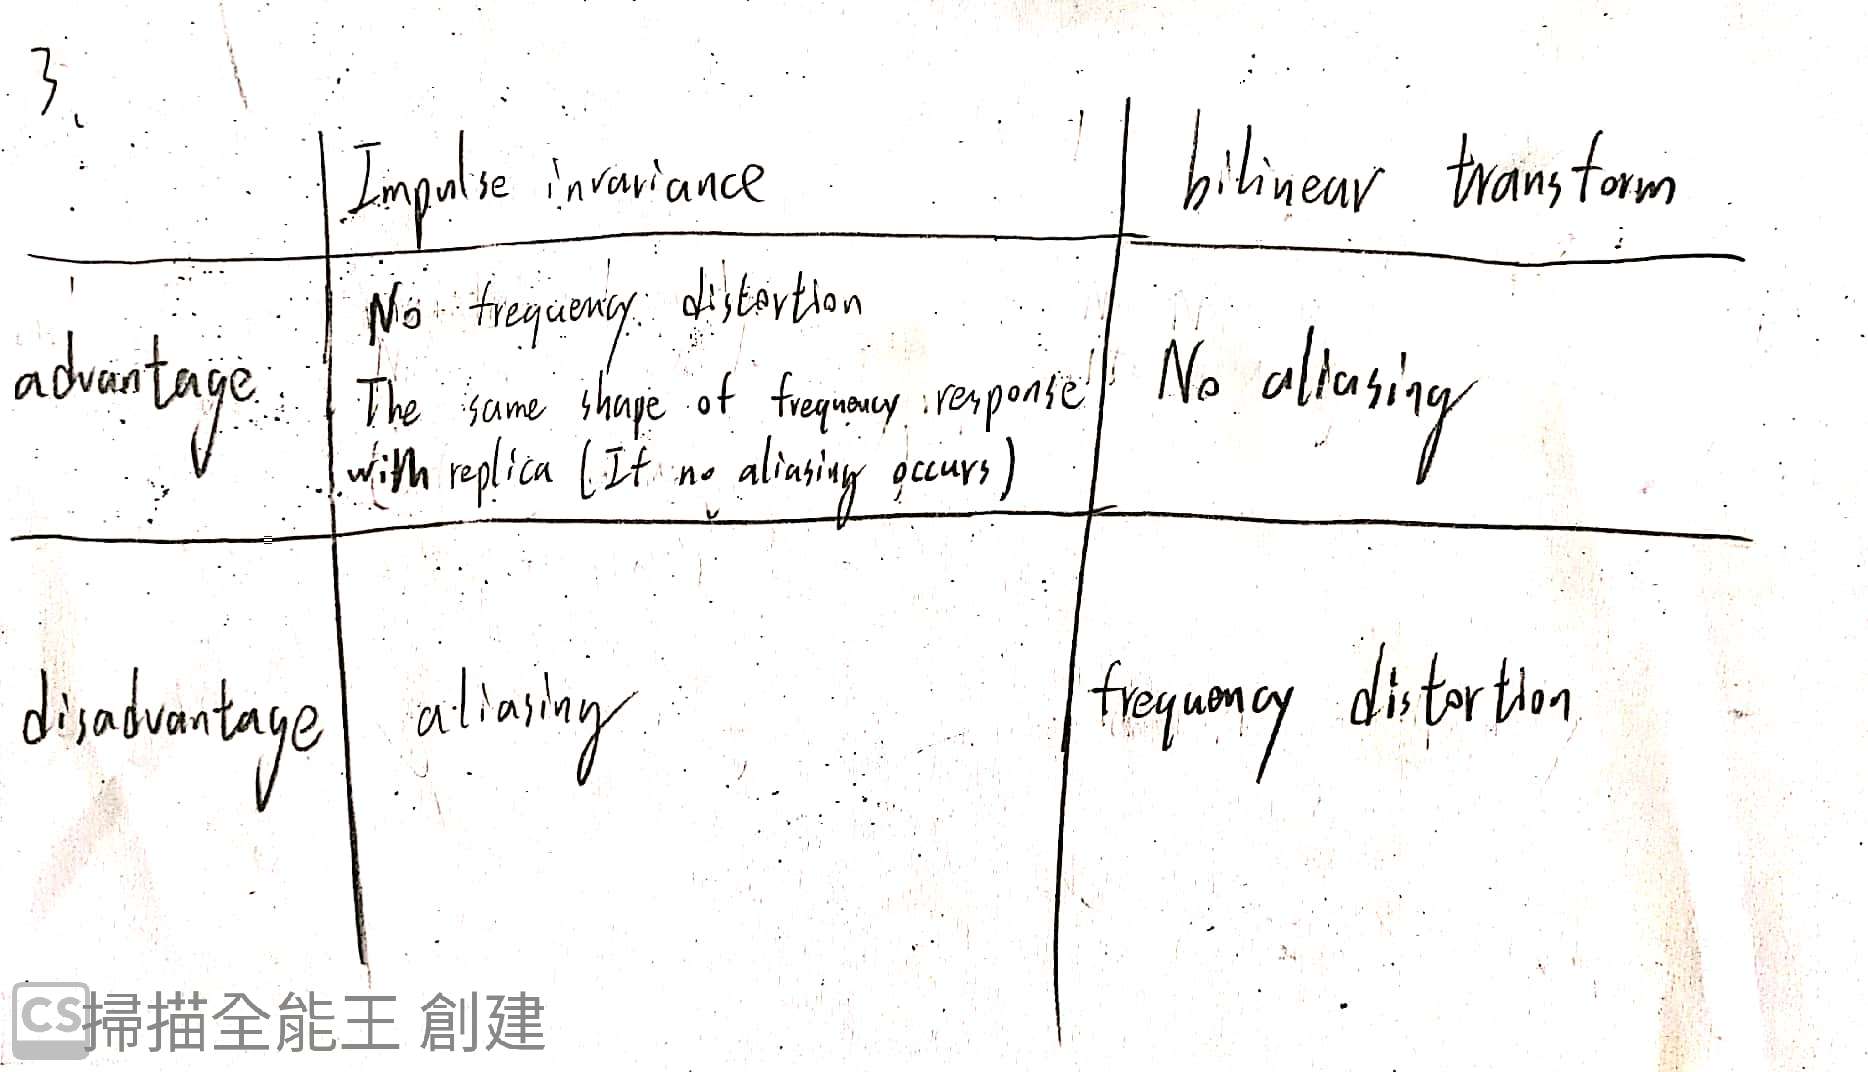 3.
Impulse invariance
bilinear transform
advantage
No frequency distortion
The same shape of frequency response
with replica (If no aliasing occurs)
No aliasing
disadvantage
aliasing
frequency distortion
CS掃描全能王 創建